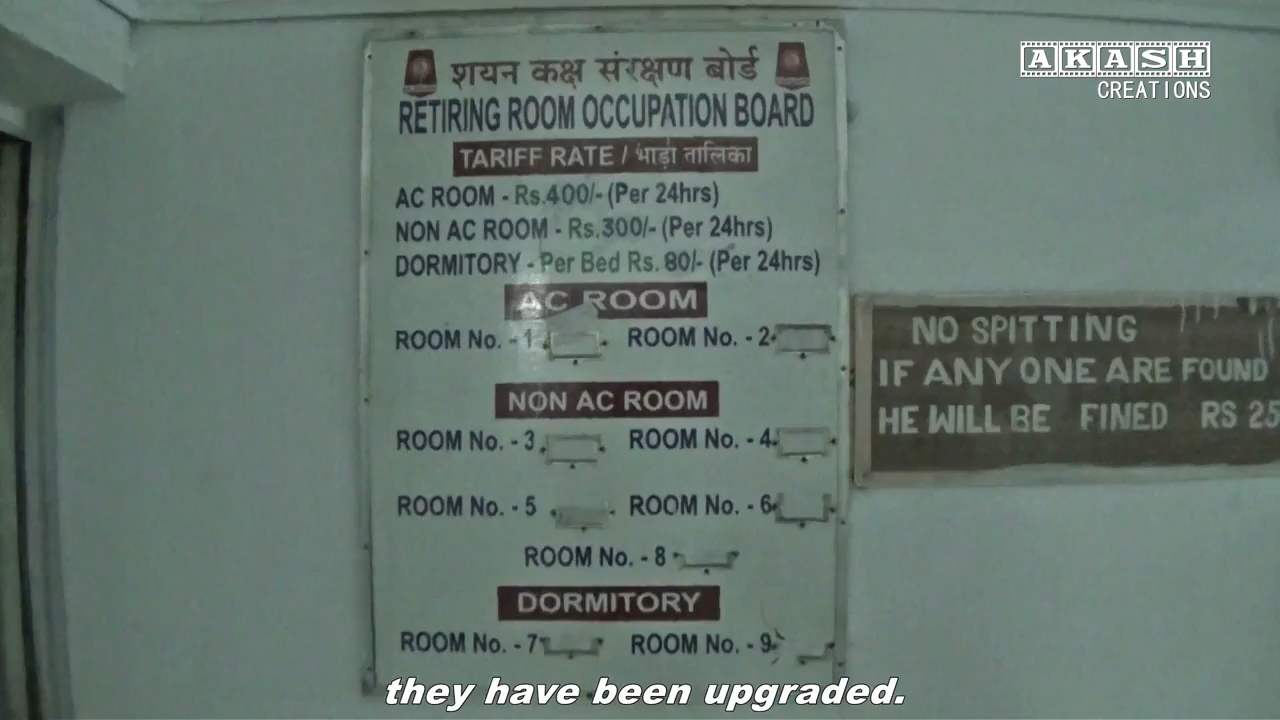 AKASH
CREATIONS
शयन कक्ष संरक्षण बोर्ड
RETIRING ROOM OCCUPATION BOARD
TARIFF RATE / भाड़ा तालिका
AC ROOM - Rs.400/- (Per 24hrs)
NON AC ROOM - Rs.300/- (Per 24hrs)
DORMITORY - Per Bed Rs. 80/- (Per 24hrs)
AC ROOM
ROOM No. - 1 ROOM No. - 2
NON AC ROOM
ROOM No. - 3 ROOM No. - 4
ROOM No. - 5 ROOM No. - 6
ROOM No. - 8
DORMITORY
ROOM No. - 7 ROOM No. - 9
NO SPITTING
IF ANY ONE ARE FOUND
HE WILL BE FINED RS 25
they have been upgraded.